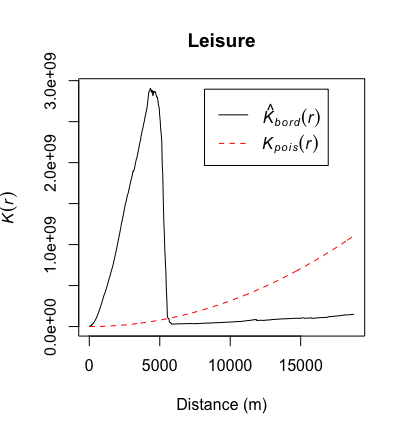 Leisure
K(r)
3.0e+09
2.0e+09
1.0e+09
0.0e+00
K̂bord(r)
Kpois(r)
0 5000 10000 15000
Distance (m)